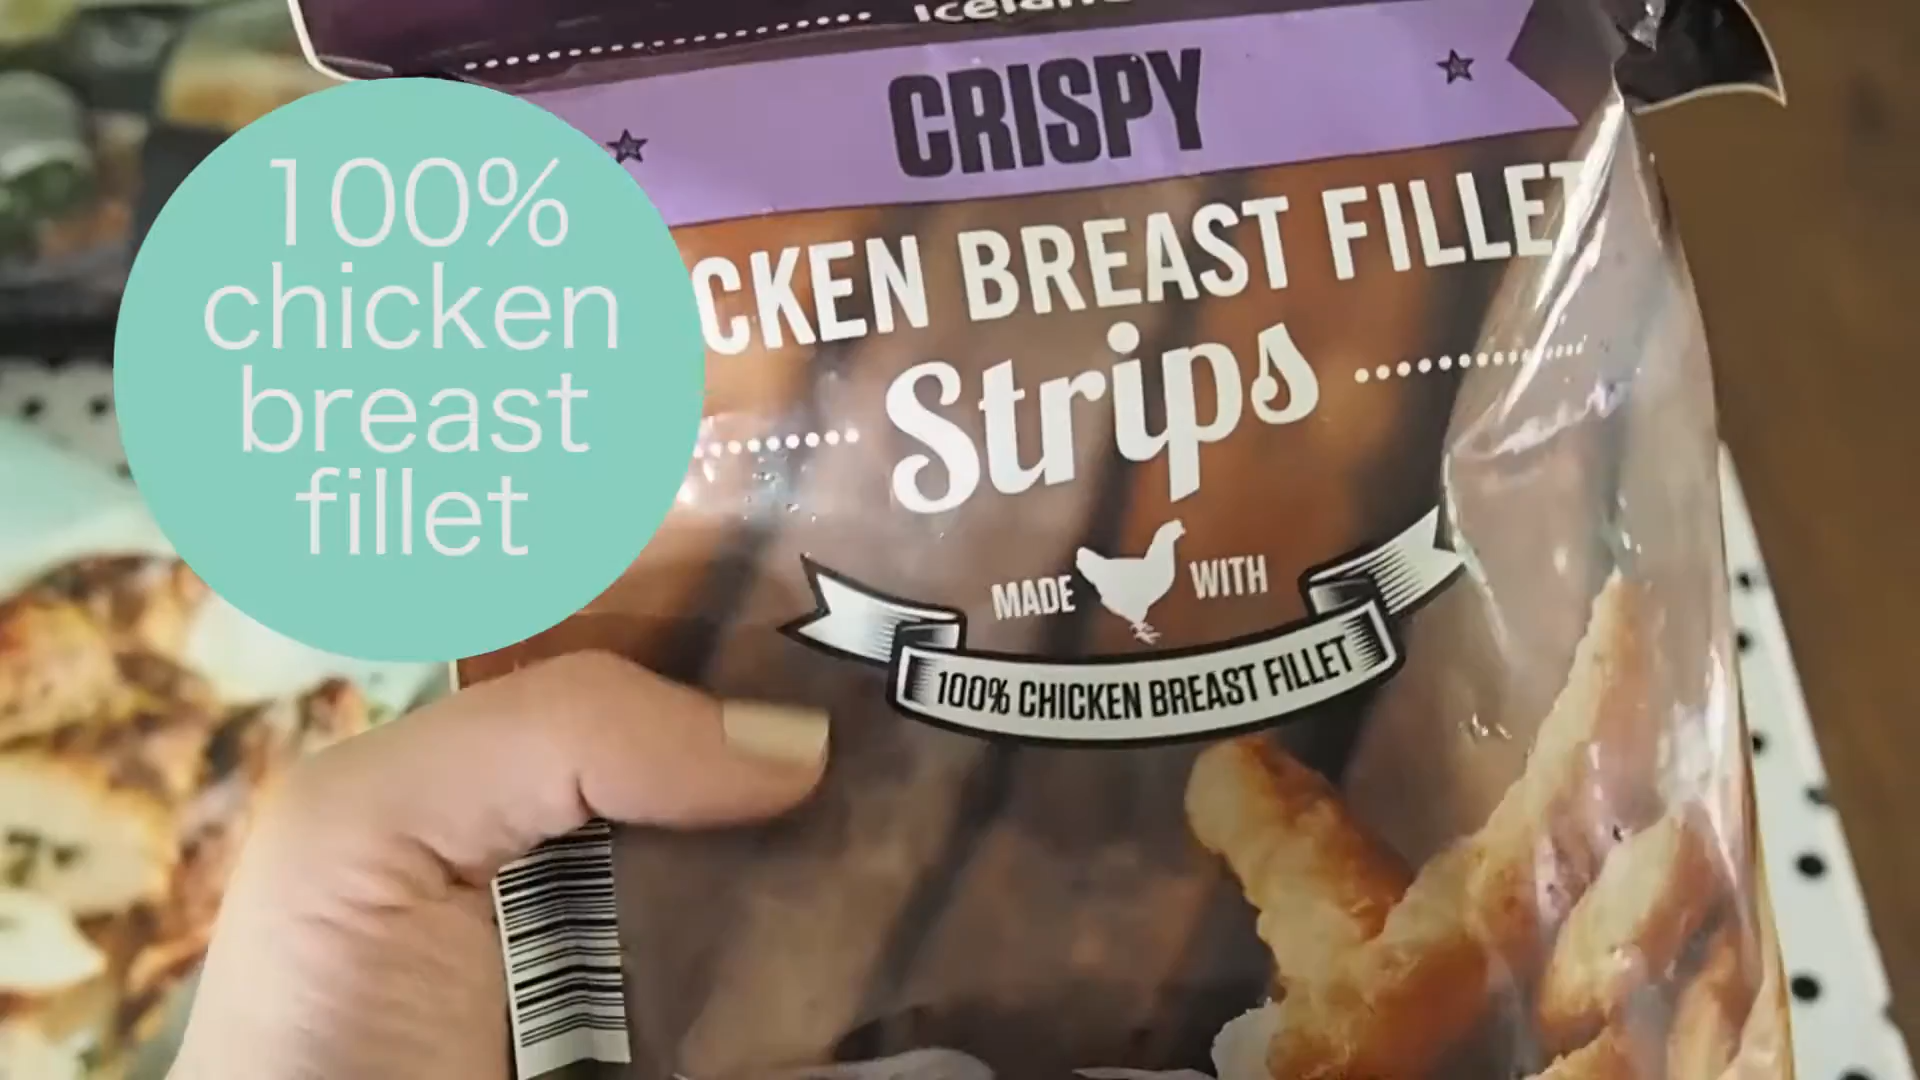 100%
chicken
breast
fillet
CRISPY
CKEN BREAST FILLET
Strips
MADE WITH
100% CHICKEN BREAST FILLET